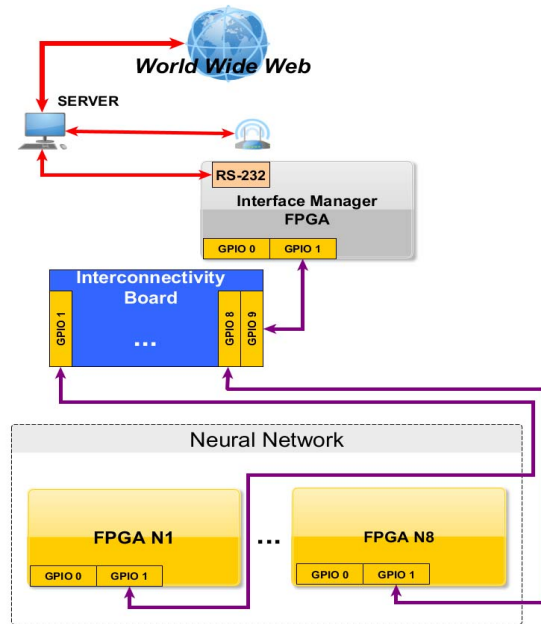 World Wide Web
SERVER
RS-232
Interface Manager
FPGA
GPIO 0
GPIO 1
Interconnectivity
Board
GPIO 1
...
GPIO 8
GPIO 9
Neural Network
FPGA N1
...
FPGA N8
GPIO 0
GPIO 1
GPIO 0
GPIO 1